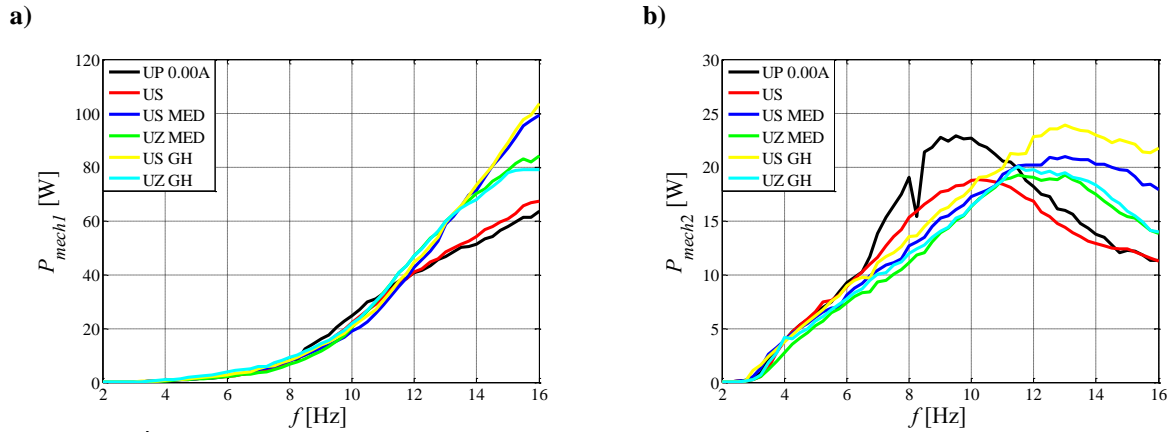 a)
120
100
80
60
40
20
0
P_mech1 [W]
UP 0.00A
US
US MED
UZ MED
US GH
UZ GH
2 4 6 8 10 12 14 16
f [Hz]
b)
30
25
20
15
10
5
0
P_mech2 [W]
UP 0.00A
US
US MED
UZ MED
US GH
UZ GH
2 4 6 8 10 12 14 16
f [Hz]